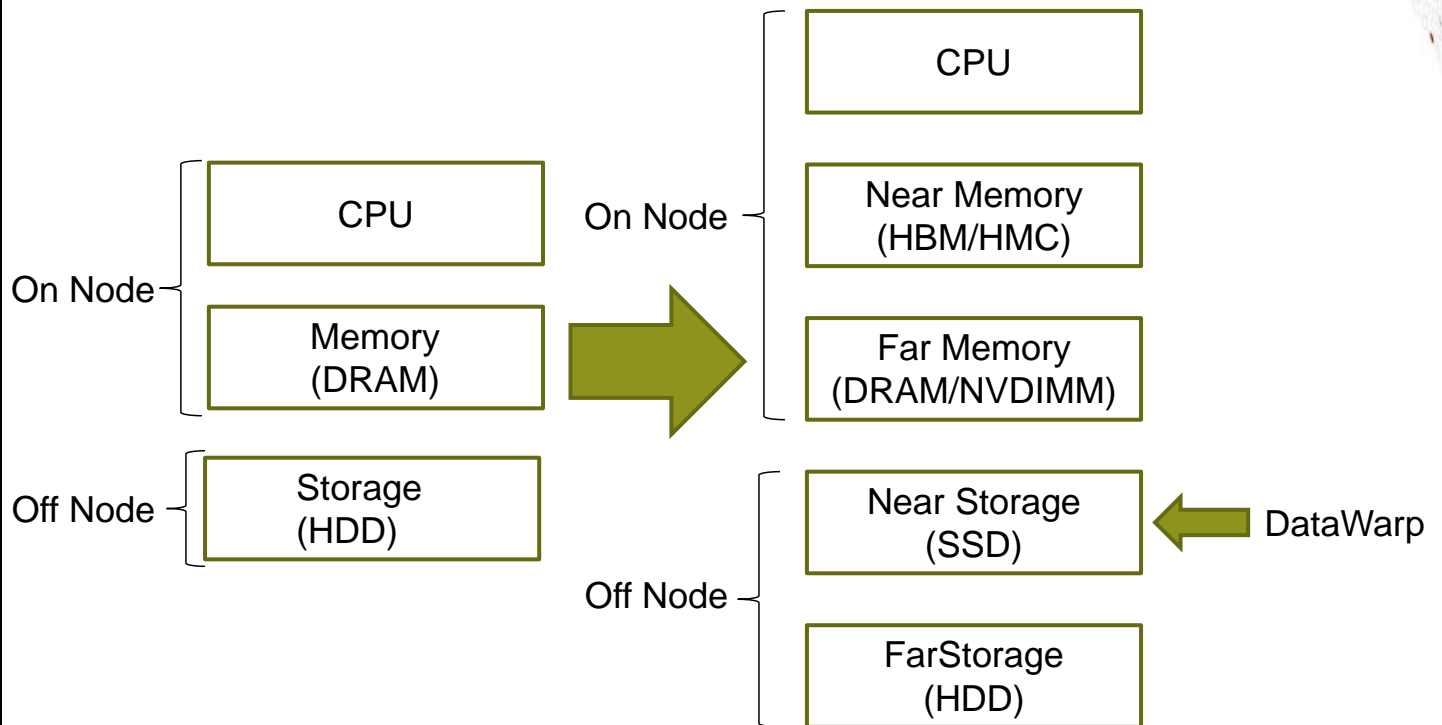 On Node
CPU
Memory
(DRAM)
Off Node
Storage
(HDD)
On Node
CPU
Near Memory
(HBM/HMC)
Far Memory
(DRAM/NVDIMM)
Off Node
Near Storage
(SSD)
DataWarp
FarStorage
(HDD)